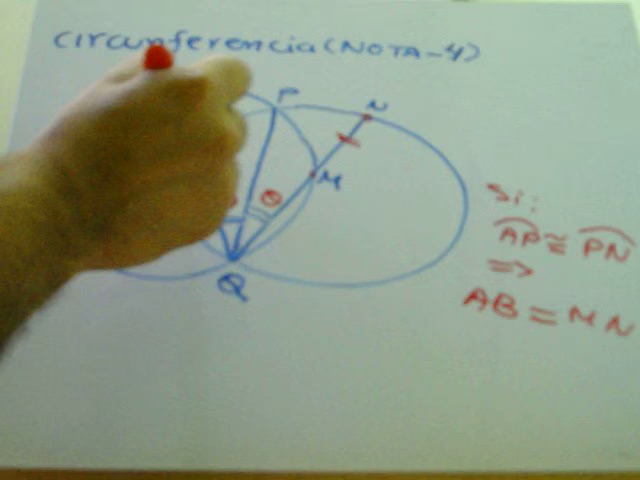 circunferencia(NOTA-4)
P
N
M
θ
Q
Si:
AP ≅ PN
⇒
AB = MN